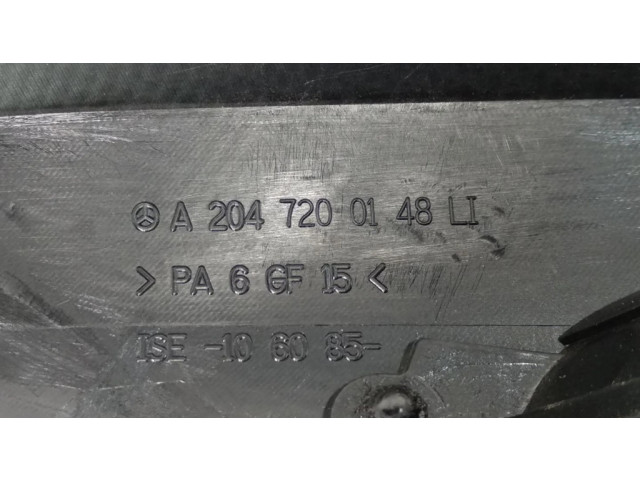 A 204 720 01 48 LI
> PA 6 GF 15 <
ISE -10 60 85-